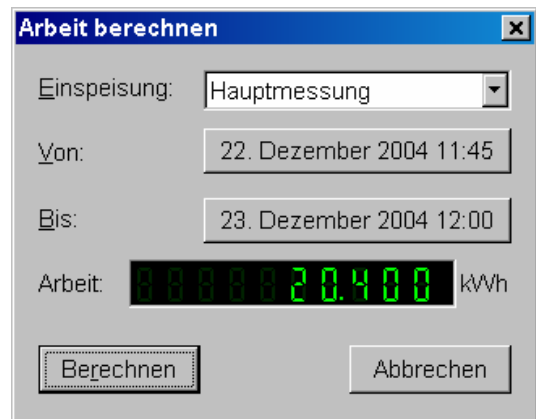 Arbeit berechnen
Einspeisung: Hauptmessung
Von: 22. Dezember 2004 11:45
Bis: 23. Dezember 2004 12:00
Arbeit: 20.400 kWh
Berechnen Abbrechen